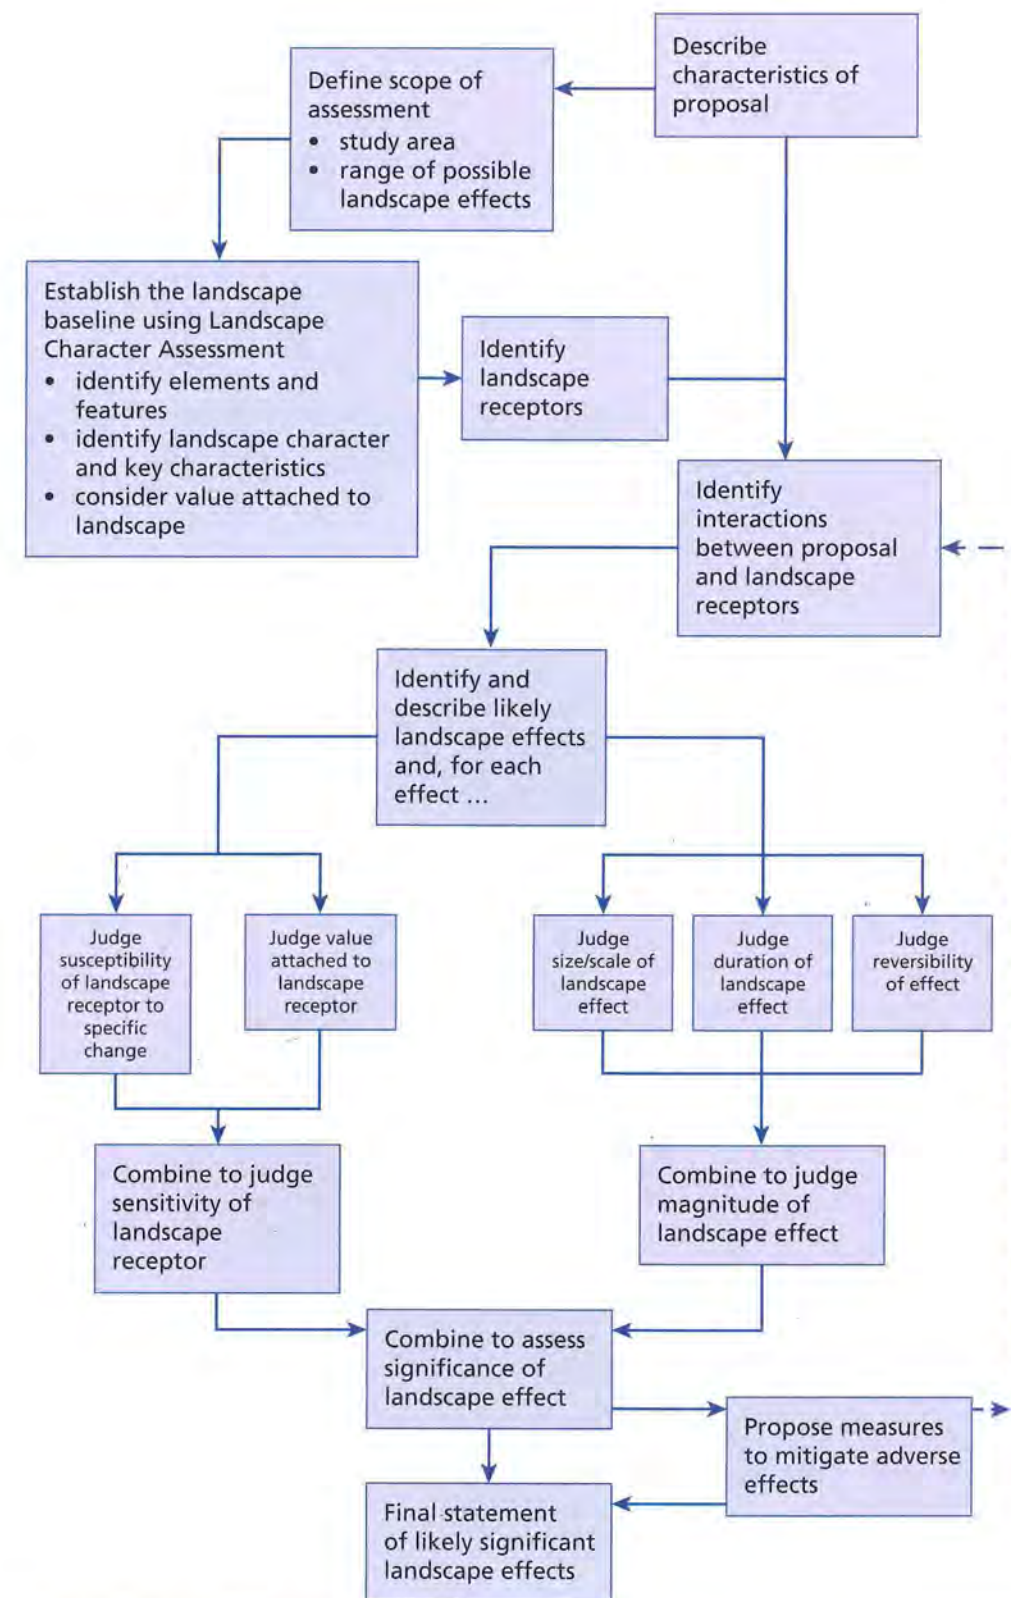 Describe
characteristics of
proposal
Define scope of
assessment
• study area
• range of possible
landscape effects
Establish the landscape
baseline using Landscape
Character Assessment
• identify elements and
features
• identify landscape character
and key characteristics
• consider value attached to
landscape
Identify
landscape
receptors
Identify
interactions
between proposal
and landscape
receptors
Identify and
describe likely
landscape effects
and, for each
effect ...
Judge
susceptibility
of landscape
receptor to
specific
change
Judge value
attached to
landscape
receptor
Judge
size/scale of
landscape
effect
Judge
duration of
landscape
effect
Judge
reversibility
of effect
Combine to judge
sensitivity of
landscape
receptor
Combine to judge
magnitude of
landscape effect
Combine to assess
significance of
landscape effect
Propose measures
to mitigate adverse
effects
Final statement
of likely significant
landscape effects